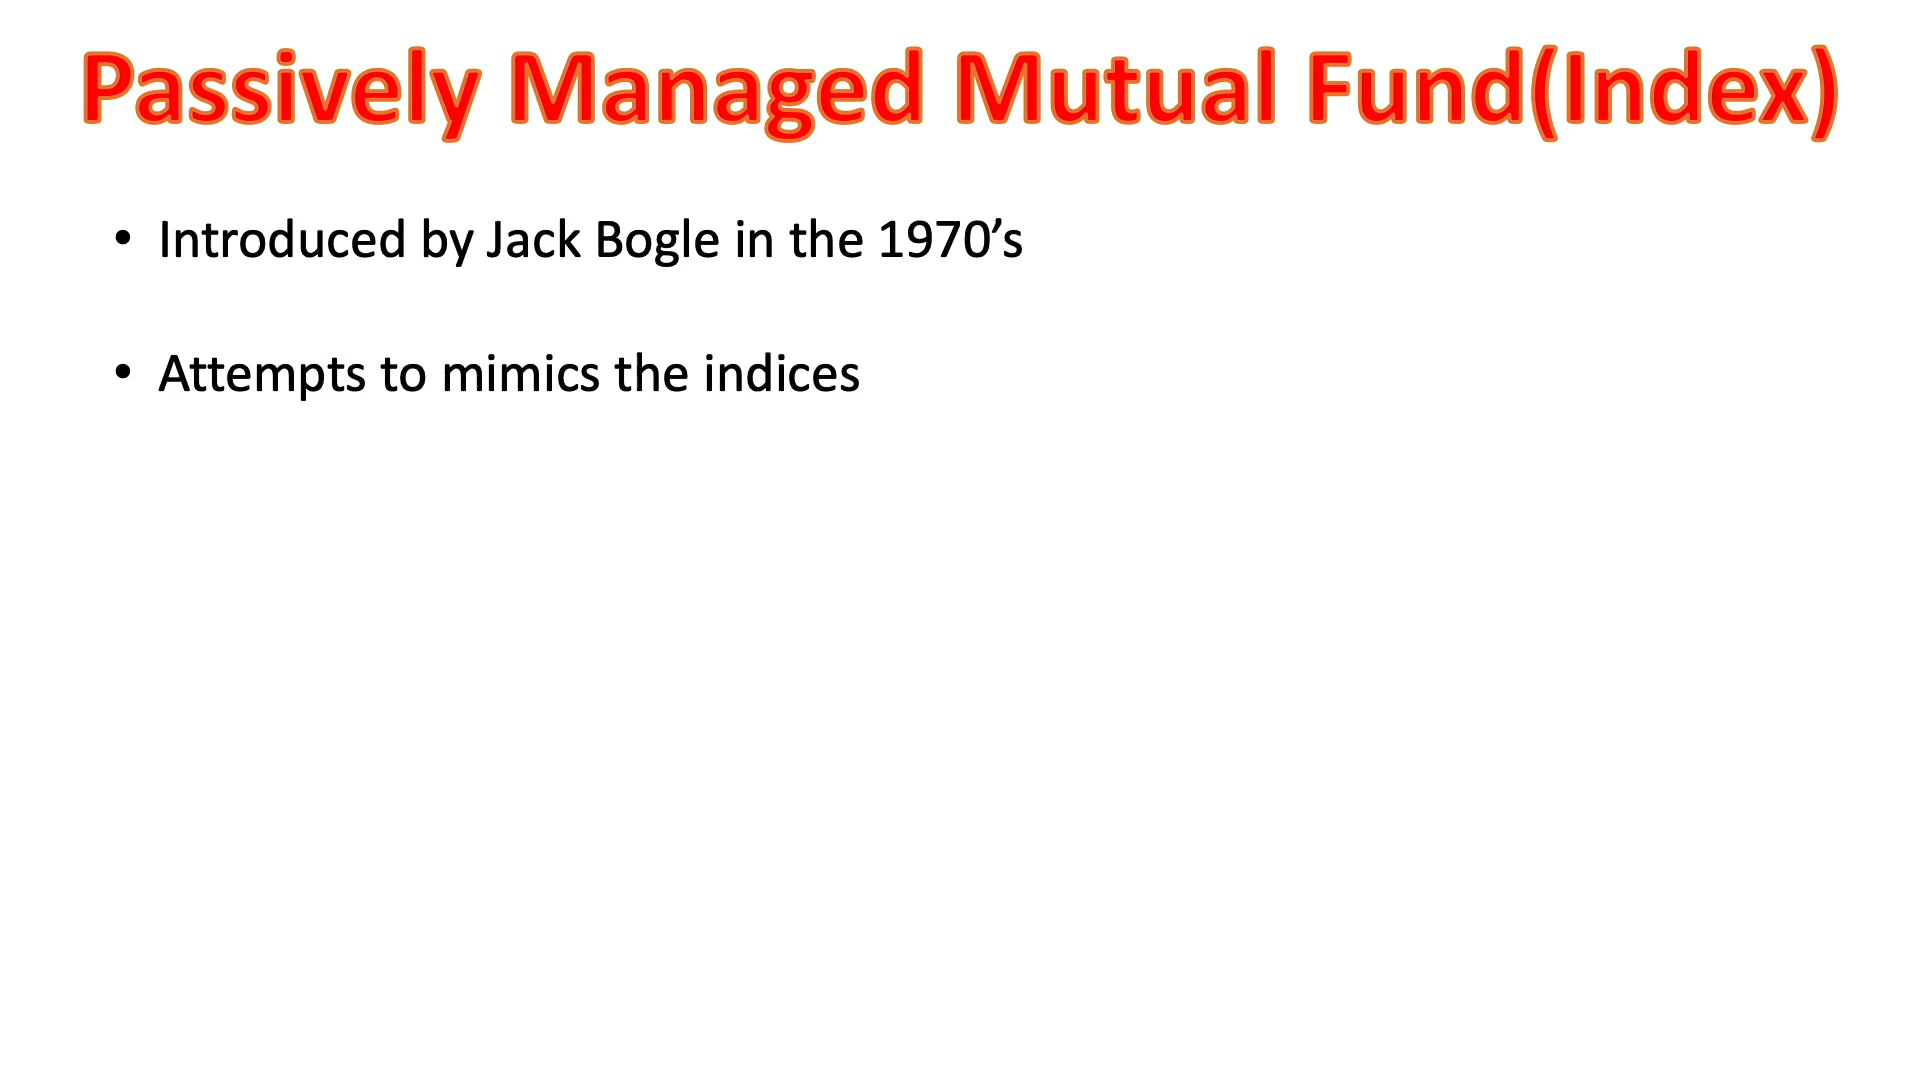 Passively Managed Mutual Fund(Index)
• Introduced by Jack Bogle in the 1970’s
• Attempts to mimics the indices